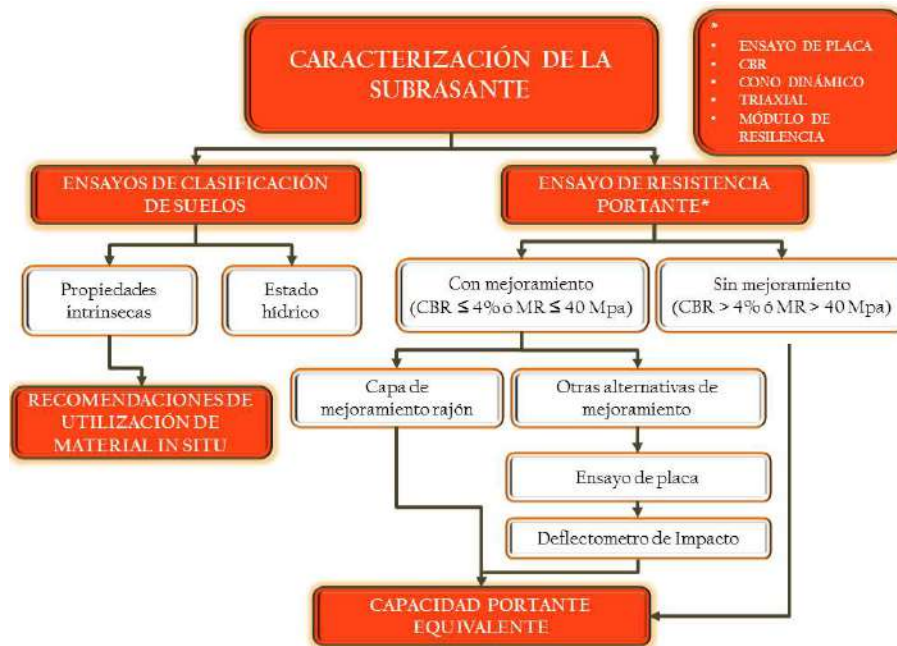 CARACTERIZACIÓN DE LA
SUBRASANTE
*
• ENSAYO DE PLACA
• CBR
• CONO DINÁMICO
• TRIAXIAL
• MÓDULO DE
RESILENCIA
ENSAYOS DE CLASIFICACIÓN
DE SUELOS
ENSAYO DE RESISTENCIA
PORTANTE*
Propiedades
íntrinsecas
Estado
hídrico
Con mejoramiento
(CBR ≤ 4% ó MR ≤ 40 Mpa)
Sin mejoramiento
(CBR > 4% ó MR > 40 Mpa)
RECOMENDACIONES DE
UTILIZACIÓN DE
MATERIAL IN SITU
Capa de
mejoramiento rajón
Otras alternativas de
mejoramiento
Ensayo de placa
Deflectometro de Impacto
CAPACIDAD PORTANTE
EQUIVALENTE